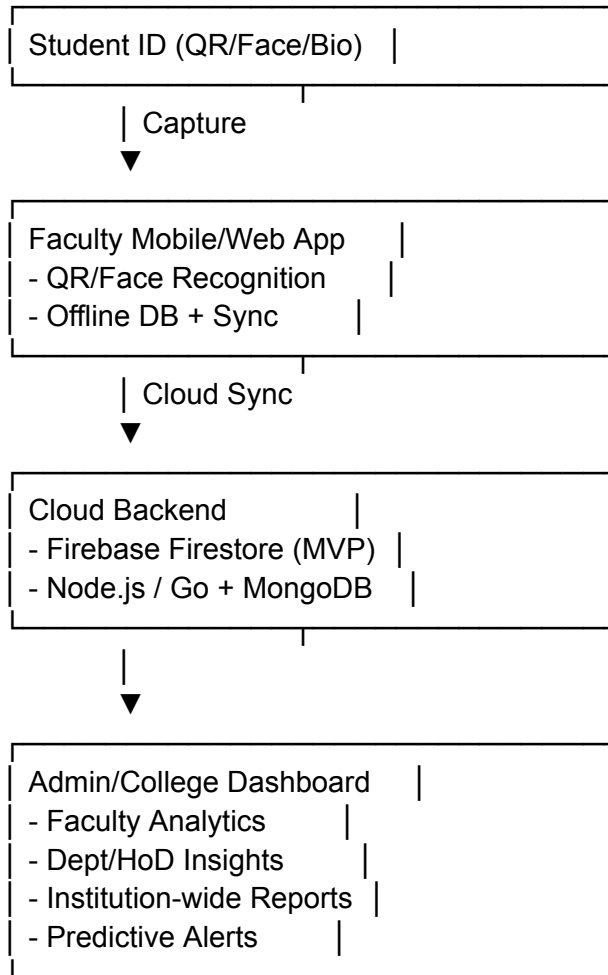 Student ID (QR/Face/Bio)
Capture
Faculty Mobile/Web App
- QR/Face Recognition
- Offline DB + Sync
Cloud Sync
Cloud Backend
- Firebase Firestore (MVP)
- Node.js / Go + MongoDB
Admin/College Dashboard
- Faculty Analytics
- Dept/HoD Insights
- Institution-wide Reports
- Predictive Alerts